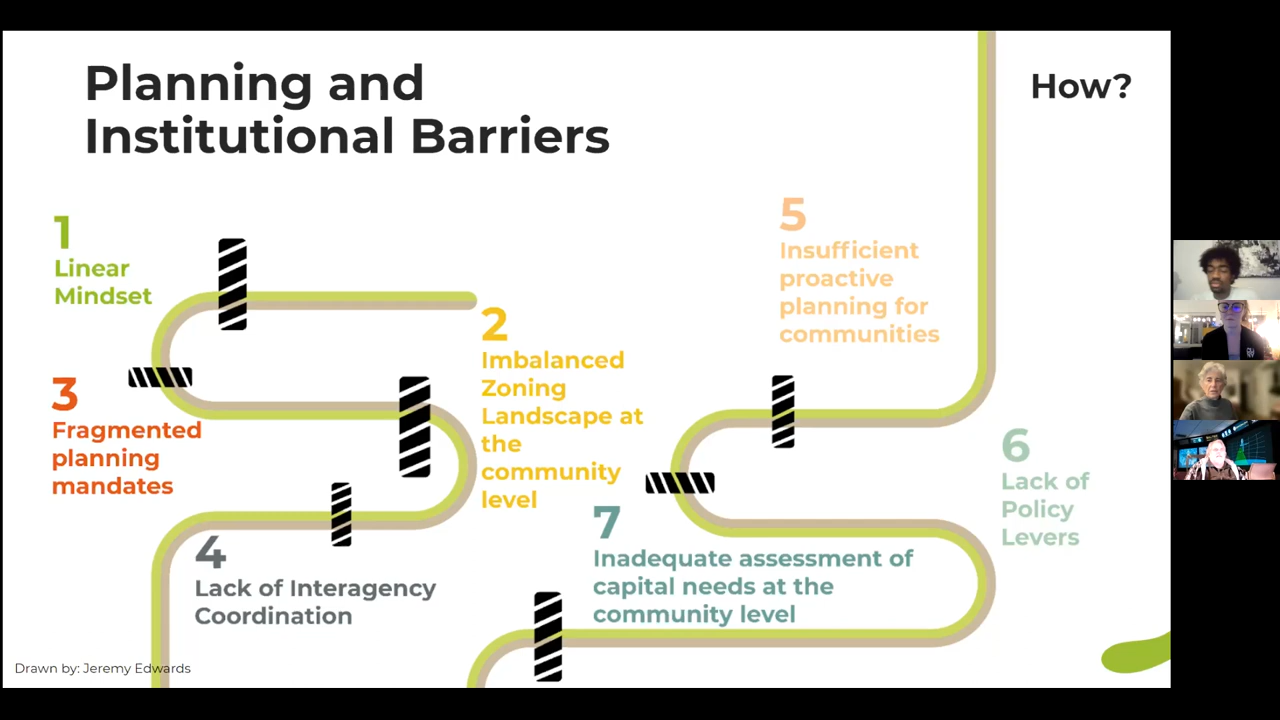 Planning and
Institutional Barriers
How?
1
Linear
Mindset
2
Imbalanced
Zoning
Landscape at
the
community
level
3
Fragmented
planning
mandates
4
Lack of Interagency
Coordination
5
Insufficient
proactive
planning for
communities
6
Lack of
Policy
Levers
7
Inadequate assessment of
capital needs at the
community level
Drawn by: Jeremy Edwards